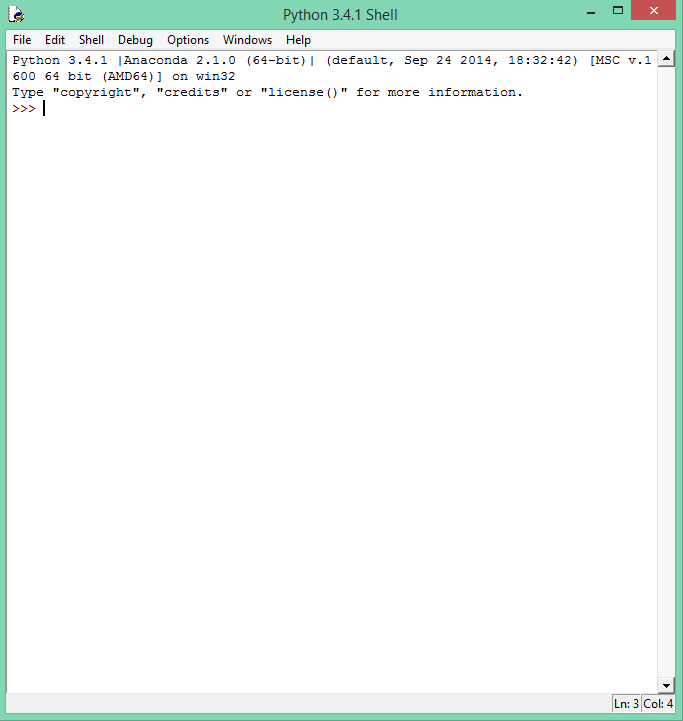 Python 3.4.1 Shell
File Edit Shell Debug Options Windows Help
Python 3.4.1 |Anaconda 2.1.0 (64-bit)| (default, Sep 24 2014, 18:32:42) [MSC v.1
600 64 bit (AMD64)] on win32
Type "copyright", "credits" or "license()" for more information.
>>>
Ln: 3 Col: 4